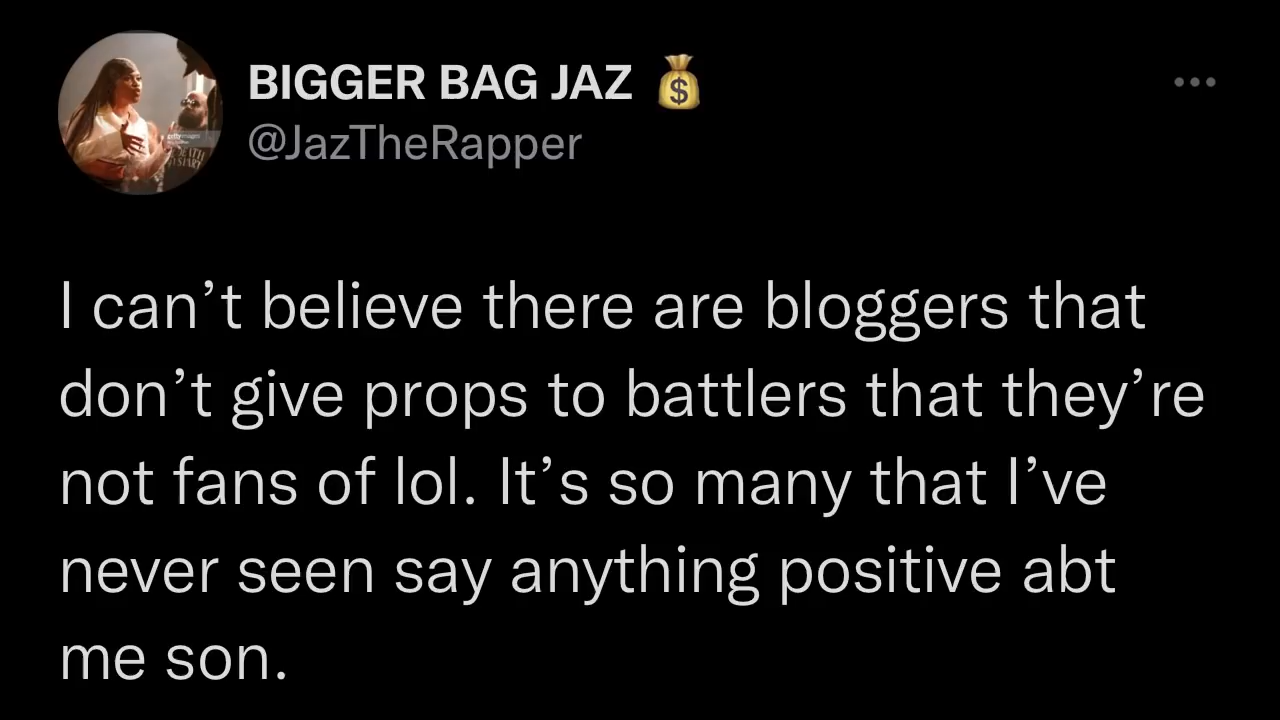 BIGGER BAG JAZ 💰
@JazTheRapper
I can’t believe there are bloggers that
don’t give props to battlers that they’re
not fans of lol. It’s so many that I’ve
never seen say anything positive abt
me son.